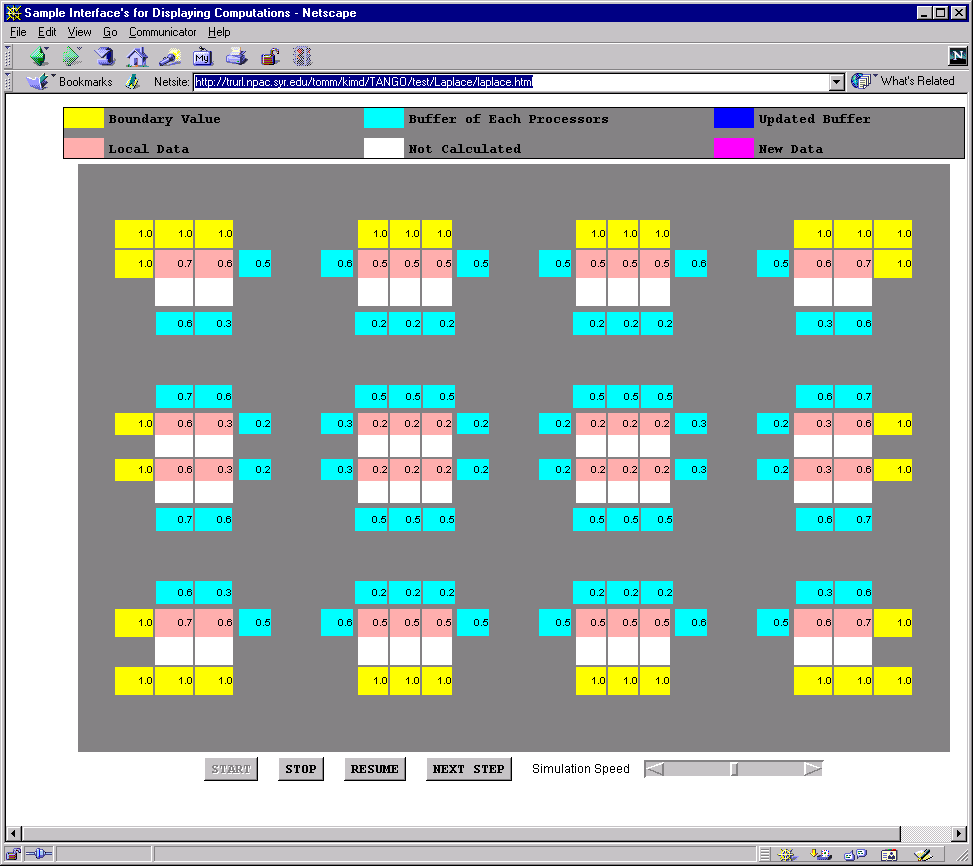 Sample Interface's for Displaying Computations - Netscape
File Edit View Go Communicator Help
My N
Bookmarks Netsite: http://trurl.npac.syr.edu/tomm/kimd/TANGO/test/Laplace/laplace.html What's Related
Boundary Value Buffer of Each Processors Updated Buffer
Local Data Not Calculated New Data
1.0 1.0 1.0 1.0 1.0 1.0 1.0 1.0 1.0 1.0 1.0 1.0
1.0 0.7 0.6 0.5 0.6 0.5 0.5 0.5 0.5 0.5 0.5 0.5 0.5 0.6 0.5 0.6 0.7 1.0
0.6 0.3 0.2 0.2 0.2 0.2 0.2 0.2 0.3 0.6
0.7 0.6 0.5 0.5 0.5 0.5 0.5 0.5 0.6 0.7
1.0 0.6 0.3 0.2 0.3 0.2 0.2 0.2 0.2 0.2 0.2 0.2 0.2 0.3 0.2 0.3 0.6 1.0
1.0 0.6 0.3 0.2 0.3 0.2 0.2 0.2 0.2 0.2 0.2 0.2 0.2 0.3 0.2 0.3 0.6 1.0
0.7 0.6 0.5 0.5 0.5 0.5 0.5 0.5 0.6 0.7
0.6 0.3 0.2 0.2 0.2 0.2 0.2 0.2 0.3 0.6
1.0 0.7 0.6 0.5 0.6 0.5 0.5 0.5 0.5 0.5 0.5 0.5 0.5 0.6 0.5 0.6 0.7 1.0
1.0 1.0 1.0 1.0 1.0 1.0 1.0 1.0 1.0 1.0 1.0 1.0
START STOP RESUME NEXT STEP Simulation Speed